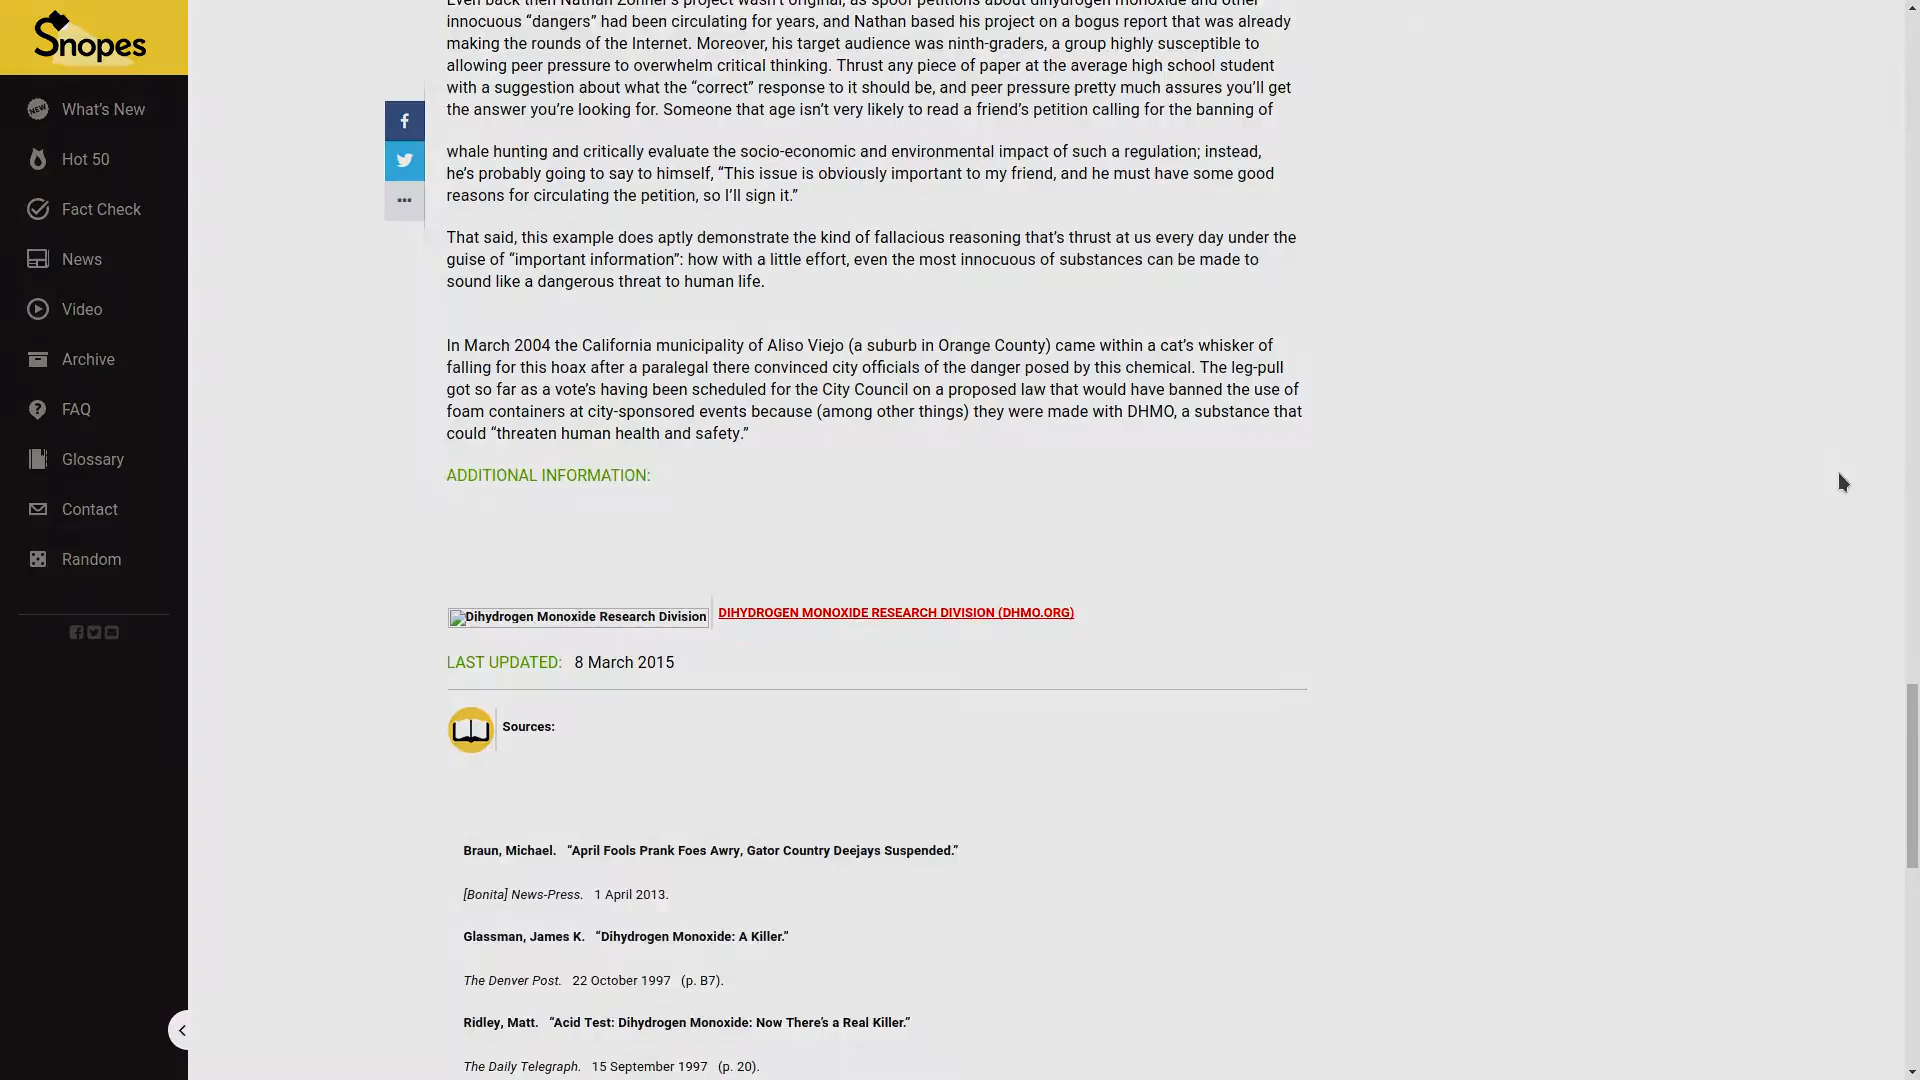 Snopes
What's New
Hot 50
Fact Check
News
Video
Archive
FAQ
Glossary
Contact
Random
Even back then Nathan Zohner's project wasn't original, as spoof petitions about dihydrogen monoxide and other
innocuous “dangers” had been circulating for years, and Nathan based his project on a bogus report that was already
making the rounds of the Internet. Moreover, his target audience was ninth-graders, a group highly susceptible to
allowing peer pressure to overwhelm critical thinking. Thrust any piece of paper at the average high school student
with a suggestion about what the “correct” response to it should be, and peer pressure pretty much assures you’ll get
the answer you’re looking for. Someone that age isn’t very likely to read a friend’s petition calling for the banning of
whale hunting and critically evaluate the socio-economic and environmental impact of such a regulation; instead,
he’s probably going to say to himself, “This issue is obviously important to my friend, and he must have some good
reasons for circulating the petition, so I’ll sign it.”
That said, this example does aptly demonstrate the kind of fallacious reasoning that’s thrust at us every day under the
guise of “important information”: how with a little effort, even the most innocuous of substances can be made to
sound like a dangerous threat to human life.
In March 2004 the California municipality of Aliso Viejo (a suburb in Orange County) came within a cat’s whisker of
falling for this hoax after a paralegal there convinced city officials of the danger posed by this chemical. The leg-pull
got so far as a vote’s having been scheduled for the City Council on a proposed law that would have banned the use of
foam containers at city-sponsored events because (among other things) they were made with DHMO, a substance that
could “threaten human health and safety.”
ADDITIONAL INFORMATION:
Dihydrogen Monoxide Research Division DIHYDROGEN MONOXIDE RESEARCH DIVISION (DHMO.ORG)
LAST UPDATED: 8 March 2015
Sources:
Braun, Michael. “April Fools Prank Foes Awry, Gator Country Deejays Suspended.”
[Bonita] News-Press. 1 April 2013.
Glassman, James K. “Dihydrogen Monoxide: A Killer.”
The Denver Post. 22 October 1997 (p. B7).
Ridley, Matt. “Acid Test: Dihydrogen Monoxide: Now There’s a Real Killer.”
The Daily Telegraph. 15 September 1997 (p. 20).